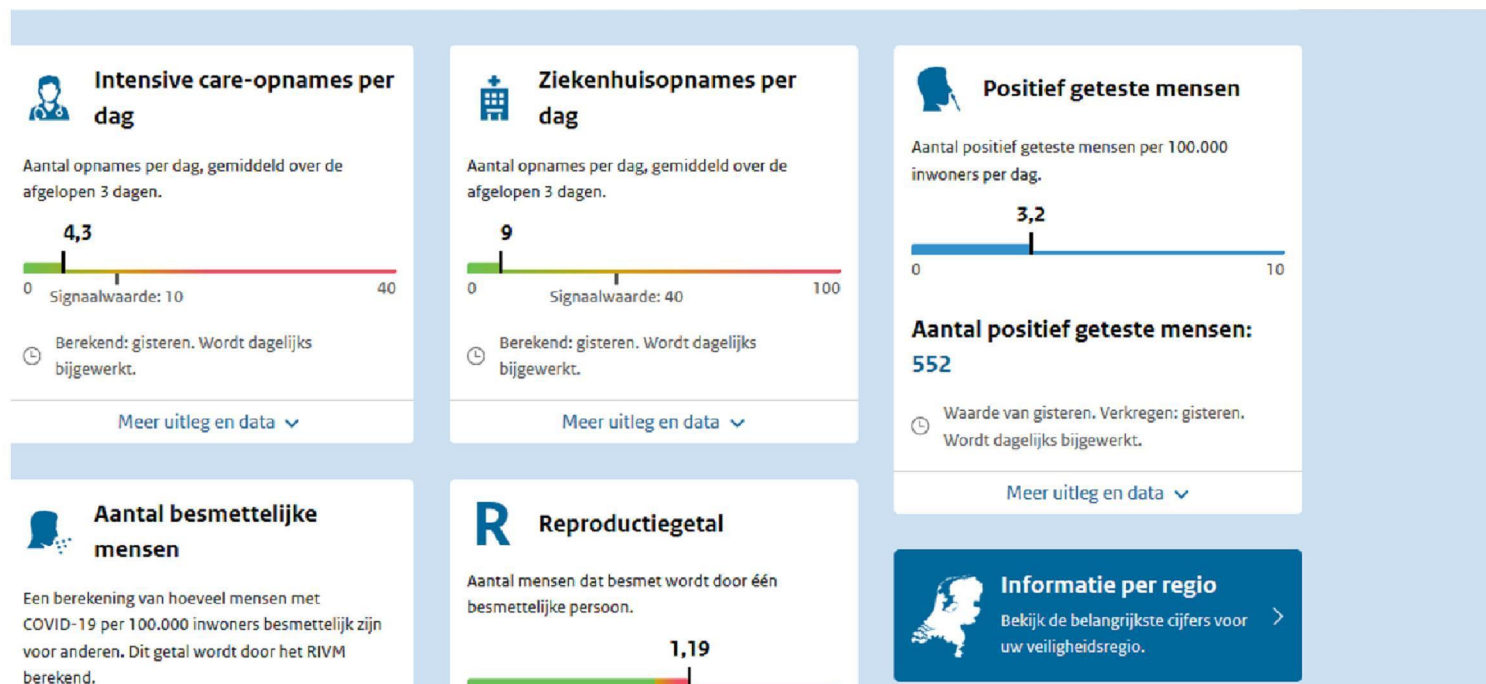 Intensive care-opnames per
dag
Aantal opnames per dag, gemiddeld over de
afgelopen 3 dagen.
4,3
0
Signaalwaarde: 10
40
Berekend: gisteren. Wordt dagelijks
bijgewerkt.
Meer uitleg en data
Ziekenhuisopnames per
dag
Aantal opnames per dag, gemiddeld over de
afgelopen 3 dagen.
9
0
Signaalwaarde: 40
100
Berekend: gisteren. Wordt dagelijks
bijgewerkt.
Meer uitleg en data
Positief geteste mensen
Aantal positief geteste mensen per 100.000
inwoners per dag.
3,2
0
10
Aantal positief geteste mensen:
552
Waarde van gisteren. Verkregen: gisteren.
Wordt dagelijks bijgewerkt.
Meer uitleg en data
Aantal besmettelijke
mensen
Een berekening van hoeveel mensen met
COVID-19 per 100.000 inwoners besmettelijk zijn
voor anderen. Dit getal wordt door het RIVM
berekend.
R
Reproductiegetal
Aantal mensen dat besmet wordt door één
besmettelijke persoon.
1,19
Informatie per regio
Bekijk de belangrijkste cijfers voor
uw veiligheidsregio.